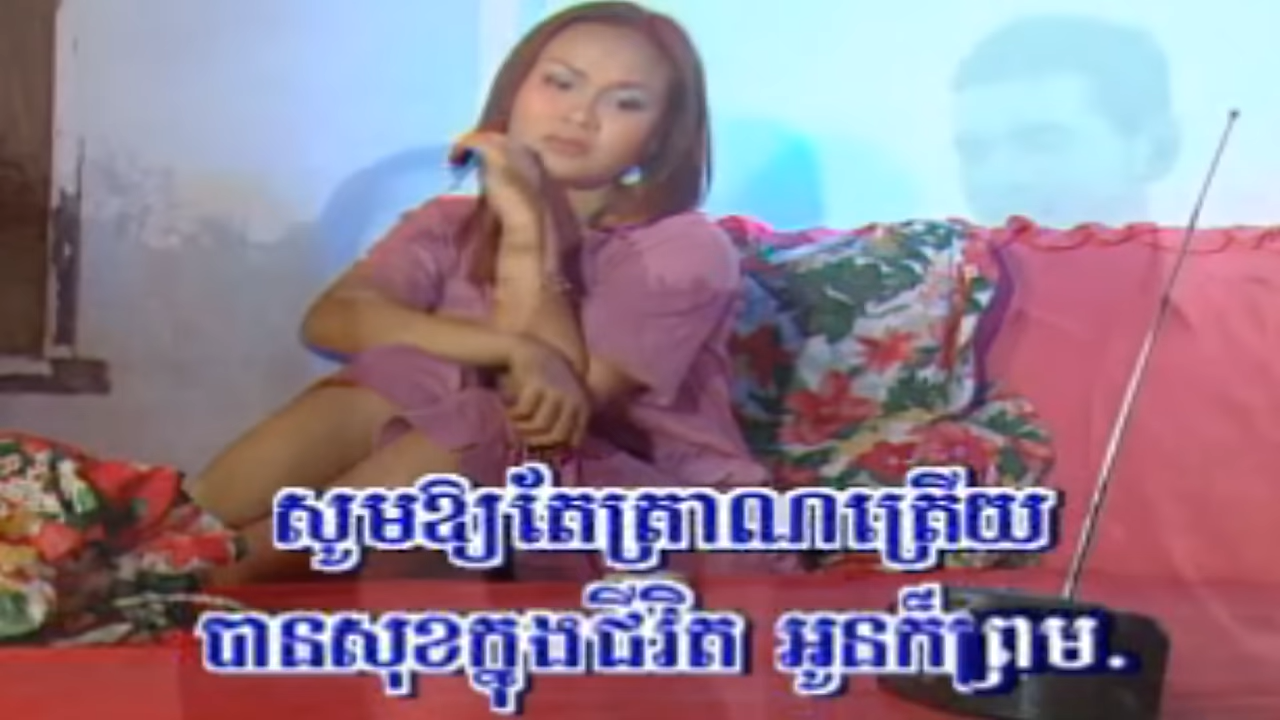 សូមឱ្យតែត្រាណត្រើយ
បានសុខក្នុងជីវិត អូនក៏ព្រម.